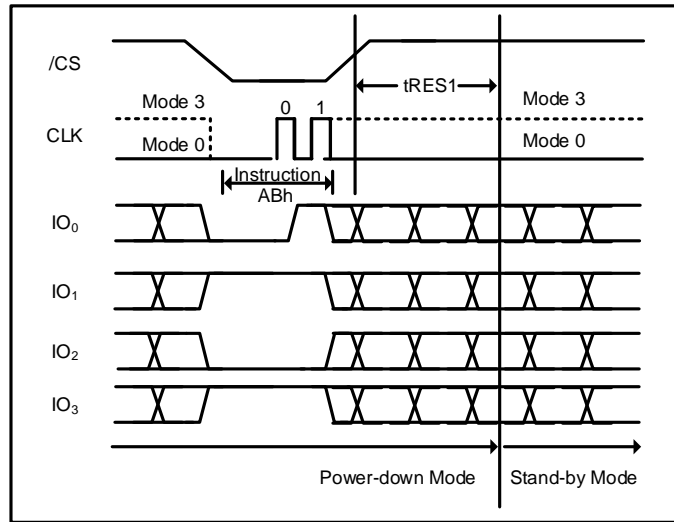 /CS
tRES1
Mode 3
0 1
Mode 3
CLK
Mode 0
Mode 0
Instruction
ABh
IO₀
IO₁
IO₂
IO₃
Power-down Mode
Stand-by Mode